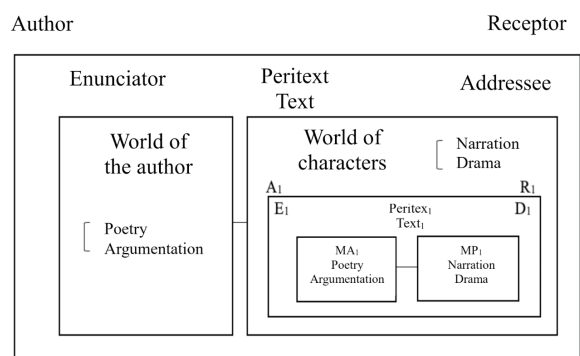 Author
Receptor
Enunciator
Peritext
Text
Addressee
World of
the author
Poetry
Argumentation
World of
characters
Narration
Drama
A1
R1
E1
Peritex1
Text1
D1
MA1
Poetry
Argumentation
MP1
Narration
Drama